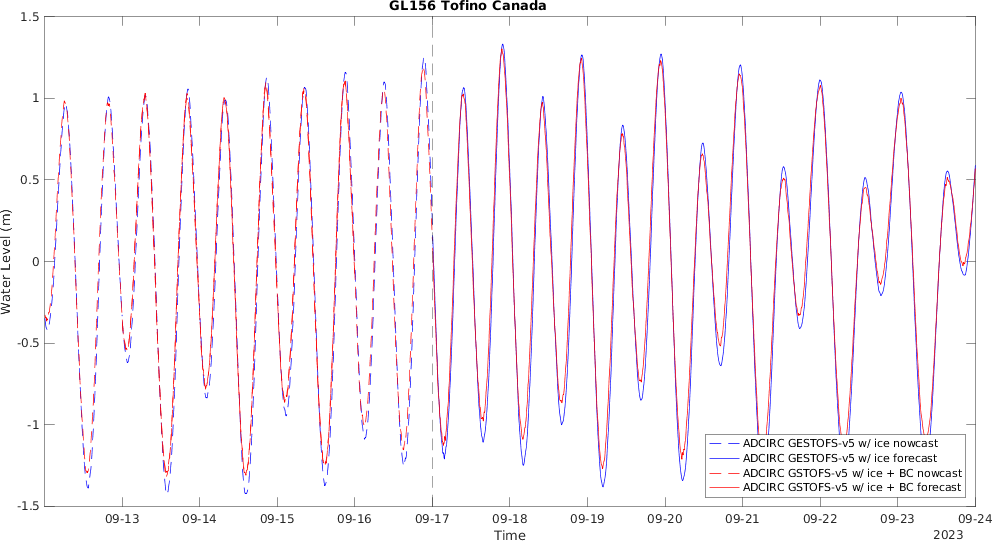 GL156 Tofino Canada
1.5
1
0.5
0
-0.5
-1
-1.5
Water Level (m)
09-13 09-14 09-15 09-16 09-17 09-18 09-19 09-20 09-21 09-22 09-23 09-24
Time
2023
ADCIRC GESTOFS-v5 w/ ice nowcast
ADCIRC GESTOFS-v5 w/ ice forecast
ADCIRC GSTOFS-v5 w/ ice + BC nowcast
ADCIRC GSTOFS-v5 w/ ice + BC forecast